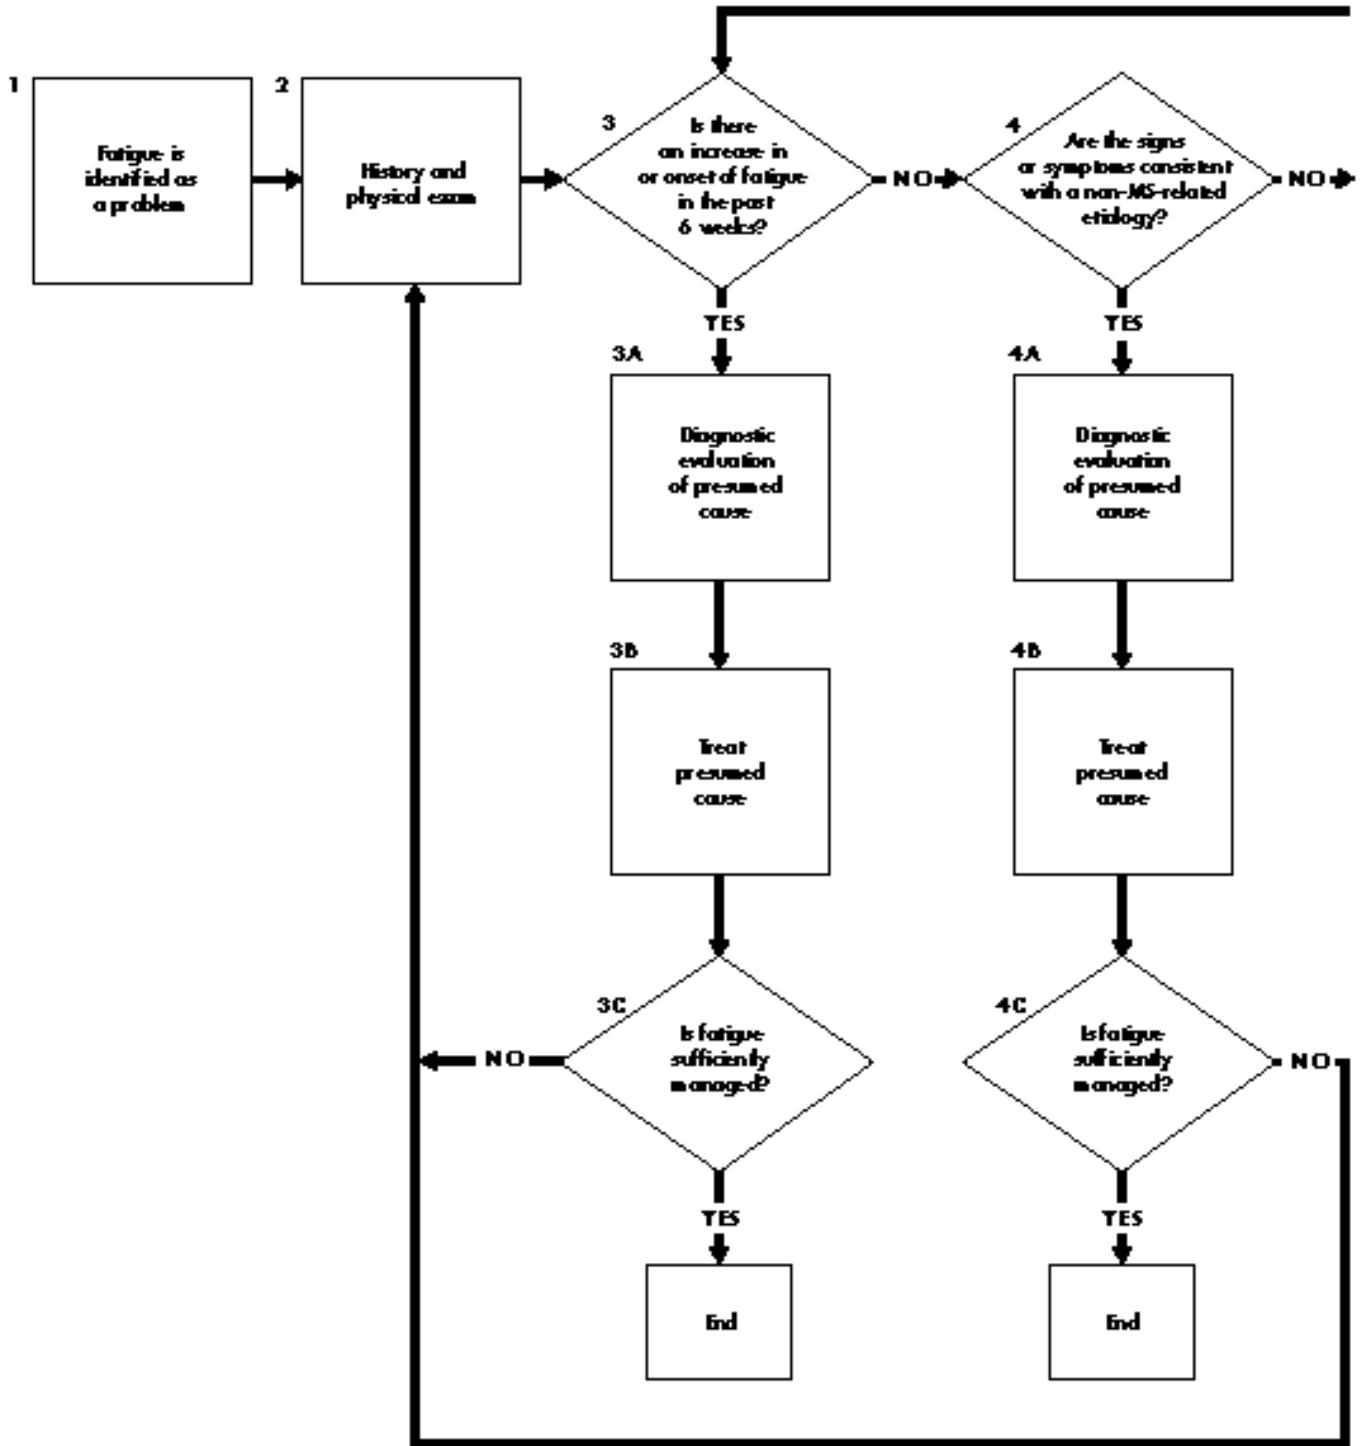 1
Fatigue is
identified as
a problem
2
History and
physical exam
3
Is there
an increase in
or onset of fatigue
in the past
6 weeks?
NO
4
Are the signs
or symptoms consistent
with a non-MS-related
etiology?
NO
YES
YES
3A
Diagnostic
evaluation
of presumed
cause
4A
Diagnostic
evaluation
of presumed
cause
3B
Treat
presumed
cause
4B
Treat
presumed
cause
3C
Is fatigue
sufficiently
managed?
NO
4C
Is fatigue
sufficiently
managed?
NO
YES
YES
End
End